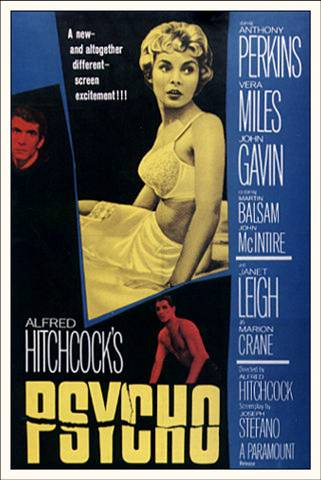 A new-
and altogether
different-
screen
excitement!!!
starring
ANTHONY
PERKINS
VERA
MILES
JOHN
GAVIN
co-starring
MARTIN
BALSAM
JOHN
McINTIRE
and
JANET
LEIGH
as
MARION
CRANE
Directed by
ALFRED
HITCHCOCK
Screenplay by
JOSEPH
STEFANO
A PARAMOUNT
Release
ALFRED
HITCHCOCK'S
PSYCHO